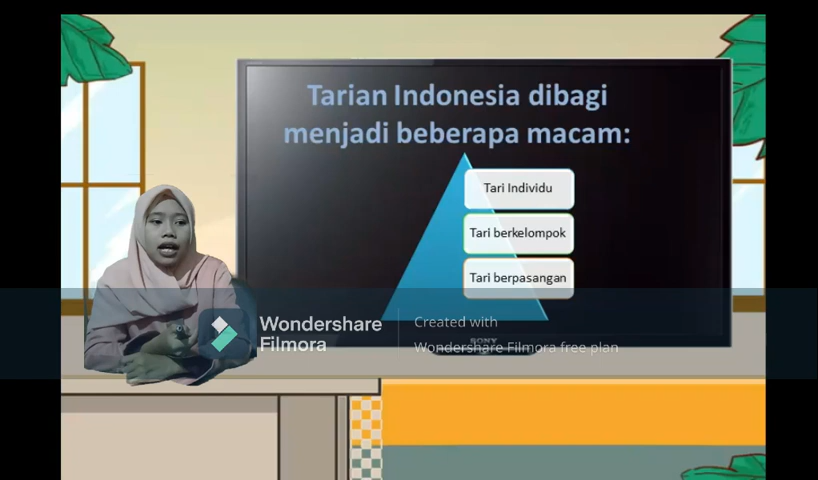 Tarian Indonesia dibagi
menjadi beberapa macam:
Tari Individu
Tari berkelompok
Tari berpasangan
Wondershare
Filmora
Created with
Wondershare Filmora free plan
SONY